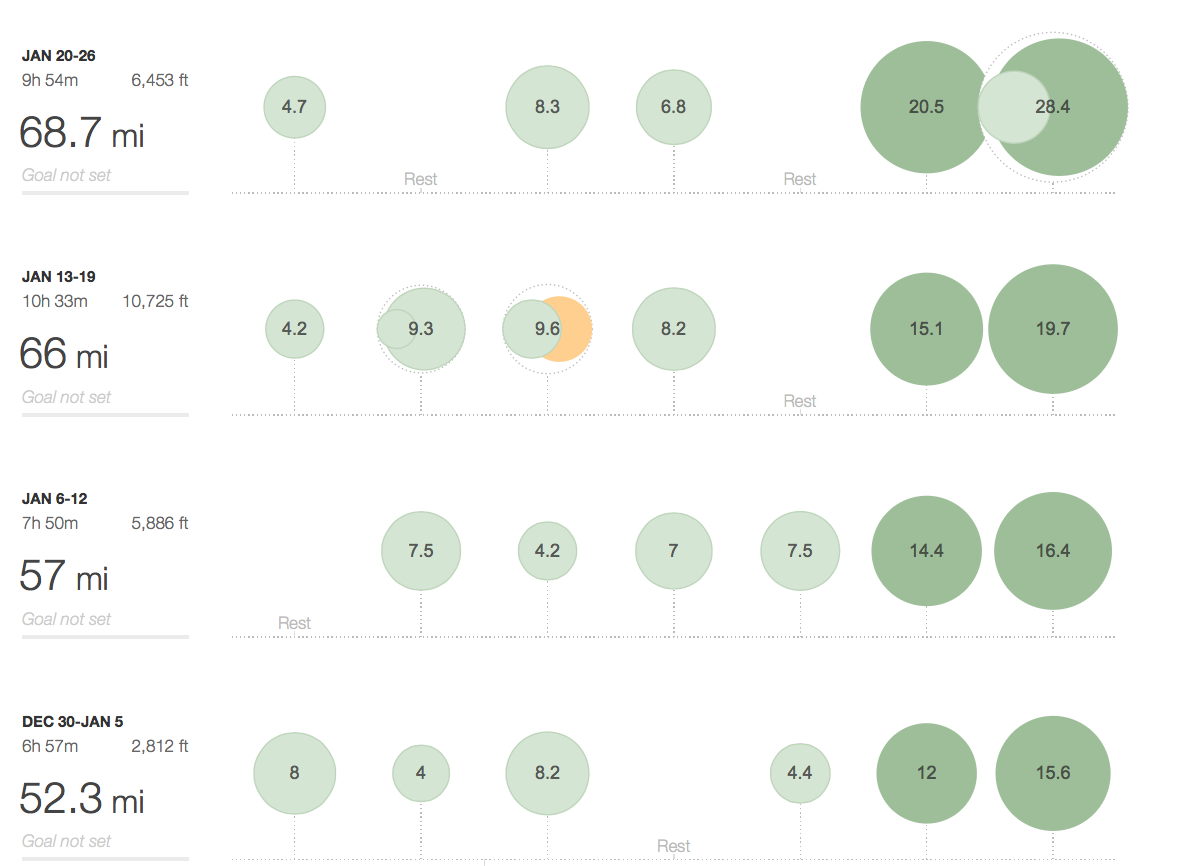 JAN 20-26
9h 54m 6,453 ft
68.7 mi
Goal not set
4.7
Rest
8.3
6.8
Rest
20.5
28.4
JAN 13-19
10h 33m 10,725 ft
66 mi
Goal not set
4.2
9.3
9.6
8.2
Rest
15.1
19.7
JAN 6-12
7h 50m 5,886 ft
57 mi
Goal not set
Rest
7.5
4.2
7
7.5
14.4
16.4
DEC 30-JAN 5
6h 57m 2,812 ft
52.3 mi
Goal not set
8
4
8.2
Rest
4.4
12
15.6